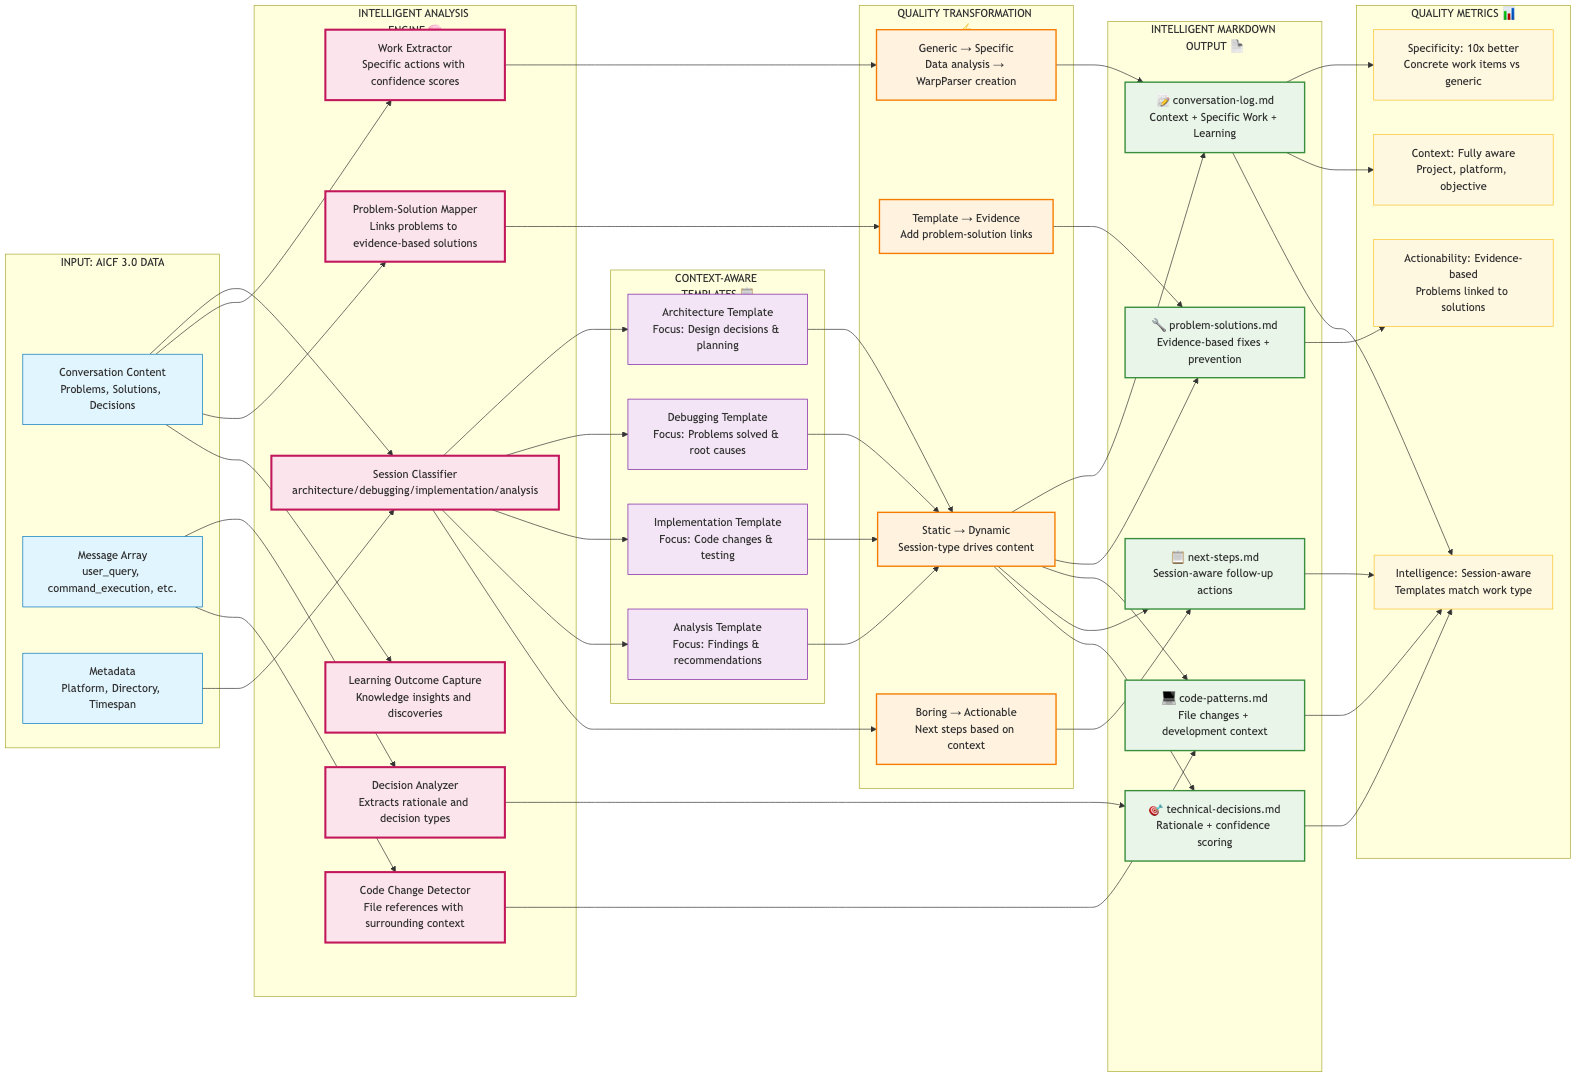 INPUT: AICF 3.0 DATA
Conversation Content
Problems, Solutions,
Decisions
Message Array
user_query,
command_execution, etc.
Metadata
Platform, Directory,
Timespan
INTELLIGENT ANALYSIS
ENGINE
Work Extractor
Specific actions with
confidence scores
Problem-Solution Mapper
Links problems to
evidence-based solutions
Session Classifier
architecture/debugging/implementation/analysis
Learning Outcome Capture
Knowledge insights and
discoveries
Decision Analyzer
Extracts rationale and
decision types
Code Change Detector
File references with
surrounding context
CONTEXT-AWARE
TEMPLATES 📋
Architecture Template
Focus: Design decisions &
planning
Debugging Template
Focus: Problems solved &
root causes
Implementation Template
Focus: Code changes &
testing
Analysis Template
Focus: Findings &
recommendations
QUALITY TRANSFORMATION
Generic → Specific
Data analysis →
WarpParser creation
Template → Evidence
Add problem-solution links
Static → Dynamic
Session-type drives content
Boring → Actionable
Next steps based on
context
INTELLIGENT MARKDOWN
OUTPUT 📄
📝 conversation-log.md
Context + Specific Work +
Learning
🔧 problem-solutions.md
Evidence-based fixes +
prevention
📋 next-steps.md
Session-aware follow-up
actions
💻 code-patterns.md
File changes +
development context
🎯 technical-decisions.md
Rationale + confidence
scoring
QUALITY METRICS 📊
Specificity: 10x better
Concrete work items vs
generic
Context: Fully aware
Project, platform,
objective
Actionability: Evidence-
based
Problems linked to
solutions
Intelligence: Session-aware
Templates match work type